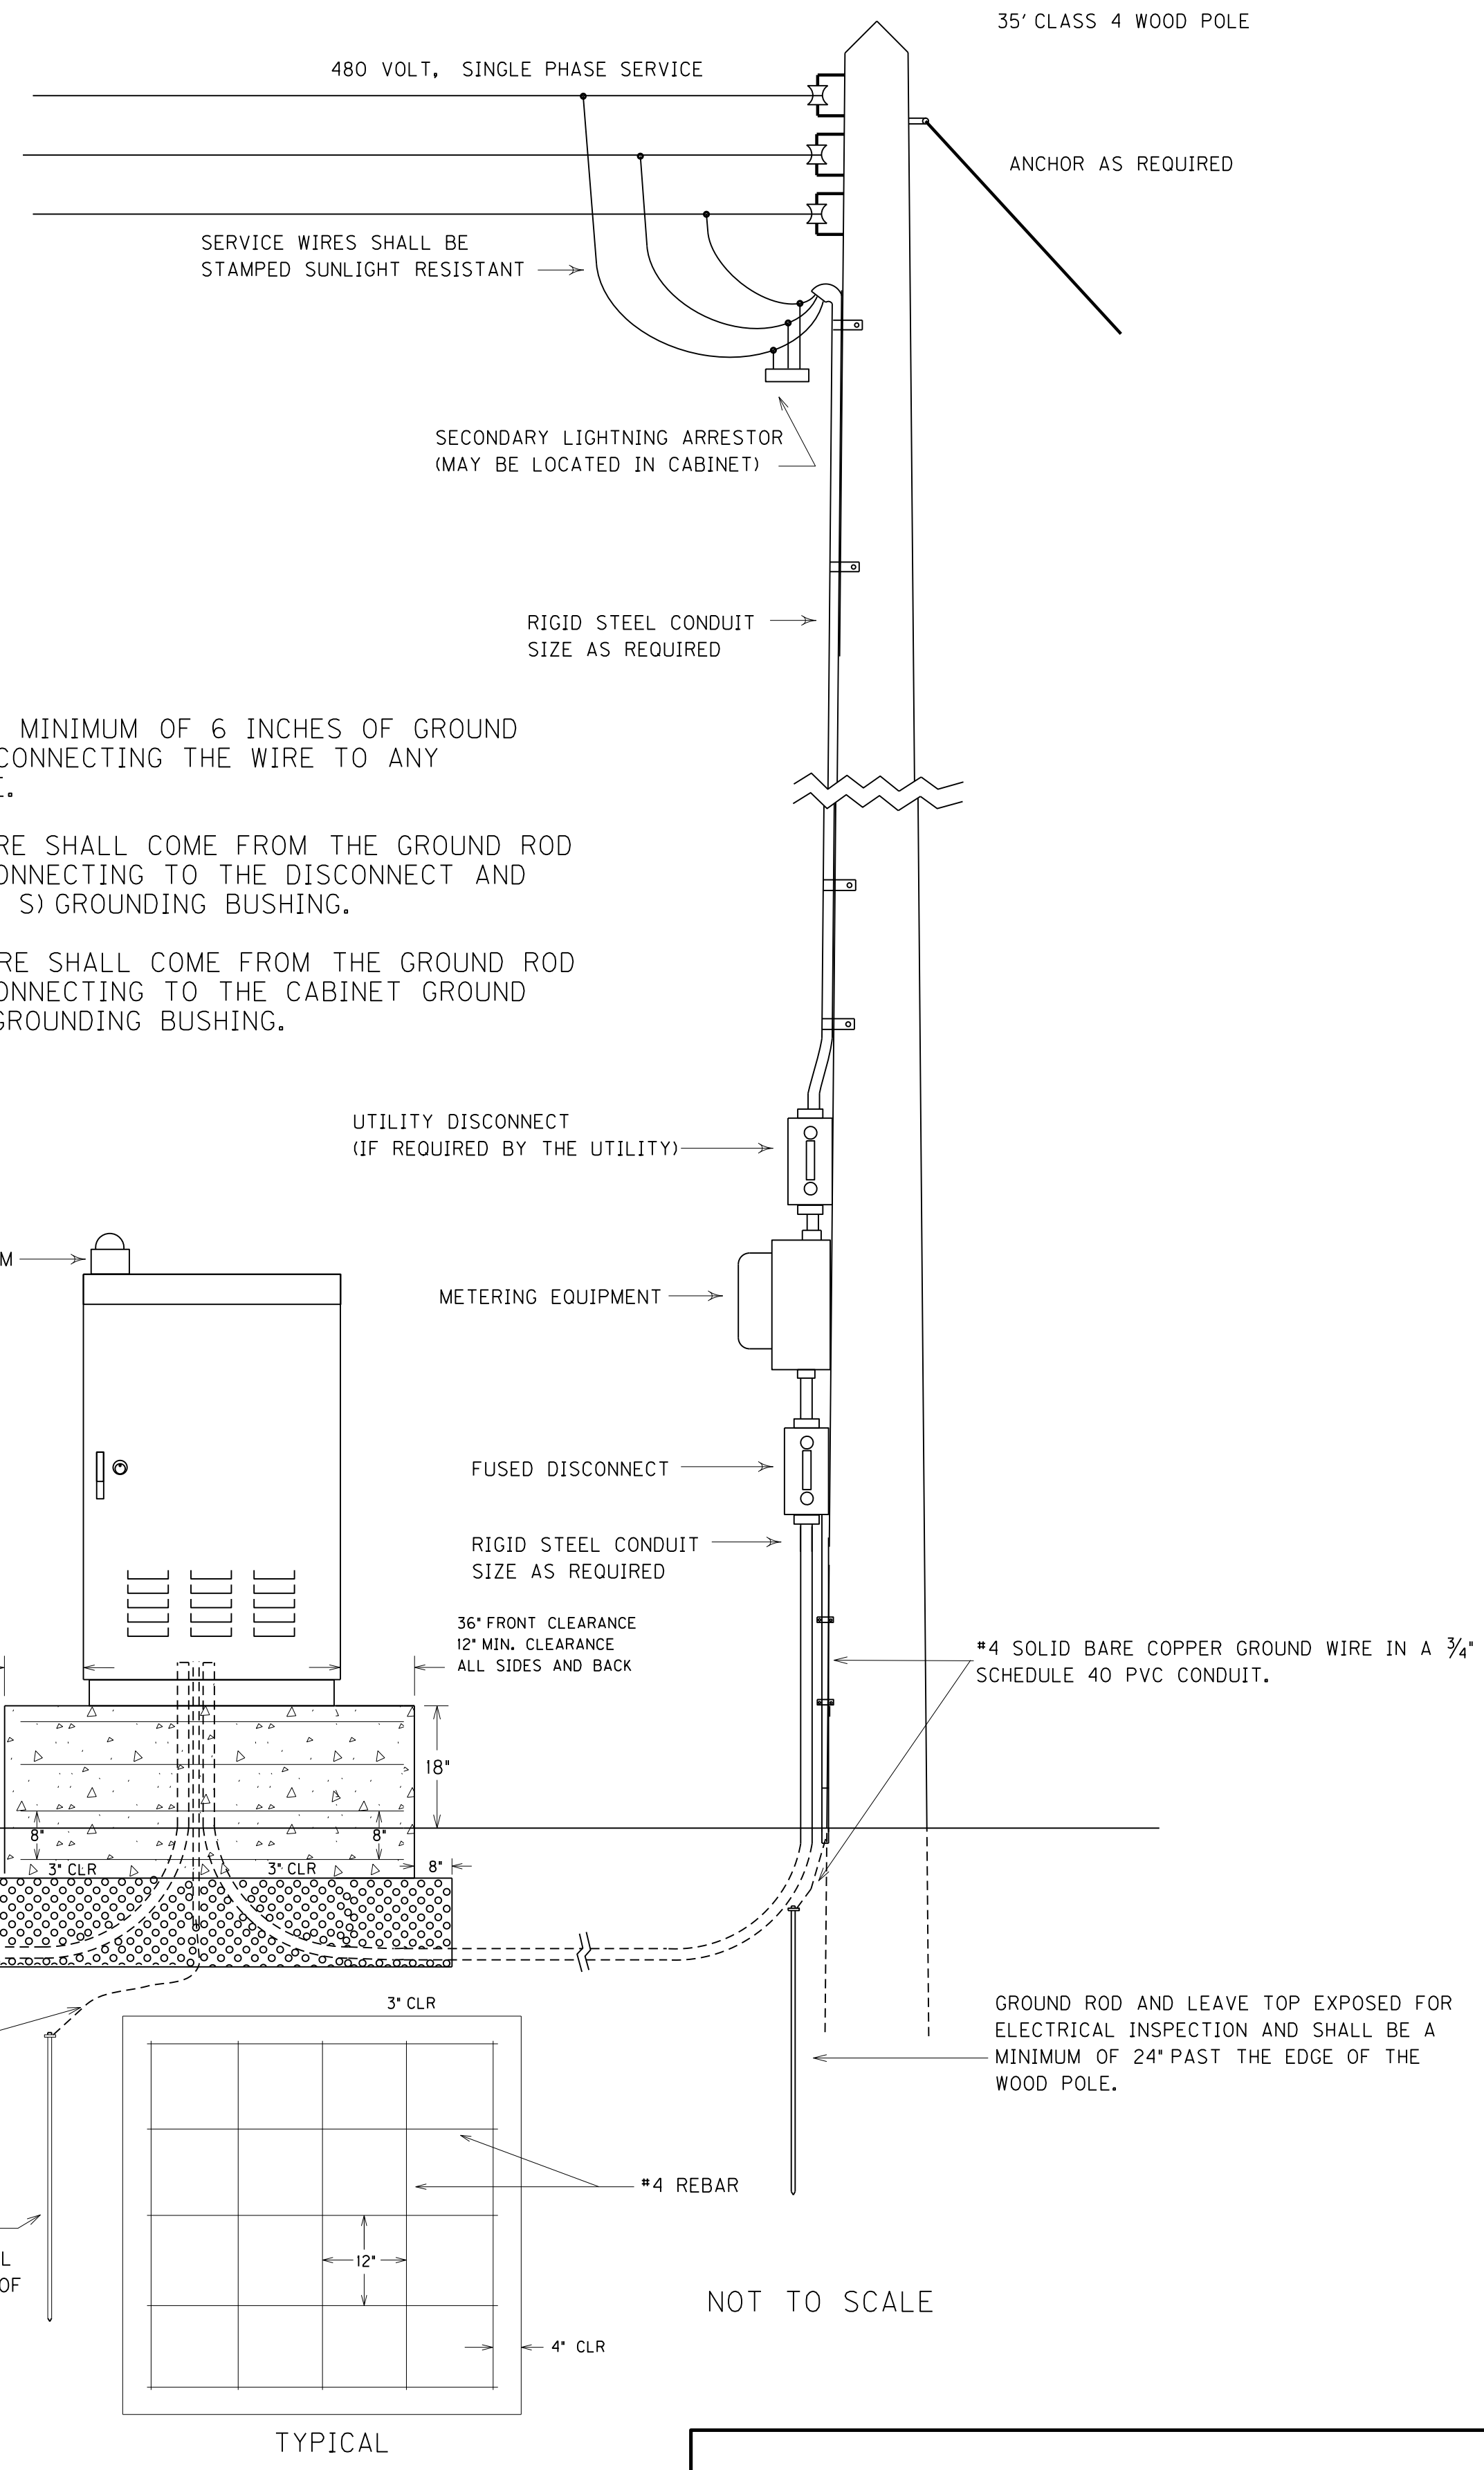 35' CLASS 4 WOOD POLE
480 VOLT, SINGLE PHASE SERVICE
ANCHOR AS REQUIRED
SERVICE WIRES SHALL BE
STAMPED SUNLIGHT RESISTANT
SECONDARY LIGHTNING ARRESTOR
(MAY BE LOCATED IN CABINET)
RIGID STEEL CONDUIT
SIZE AS REQUIRED
MINIMUM OF 6 INCHES OF GROUND
CONNECTING THE WIRE TO ANY
E.
RE SHALL COME FROM THE GROUND ROD
ONNECTING TO THE DISCONNECT AND
S) GROUNDING BUSHING.
RE SHALL COME FROM THE GROUND ROD
ONNECTING TO THE CABINET GROUND
GROUNDING BUSHING.
UTILITY DISCONNECT
(IF REQUIRED BY THE UTILITY)
M
METERING EQUIPMENT
FUSED DISCONNECT
RIGID STEEL CONDUIT
SIZE AS REQUIRED
36" FRONT CLEARANCE
12" MIN. CLEARANCE
ALL SIDES AND BACK
#4 SOLID BARE COPPER GROUND WIRE IN A 3/4"
SCHEDULE 40 PVC CONDUIT.
18"
8" 8"
3" CLR 3" CLR 8"
3" CLR
GROUND ROD AND LEAVE TOP EXPOSED FOR
ELECTRICAL INSPECTION AND SHALL BE A
MINIMUM OF 24" PAST THE EDGE OF THE
WOOD POLE.
#4 REBAR
L
OF
12"
NOT TO SCALE
4" CLR
TYPICAL